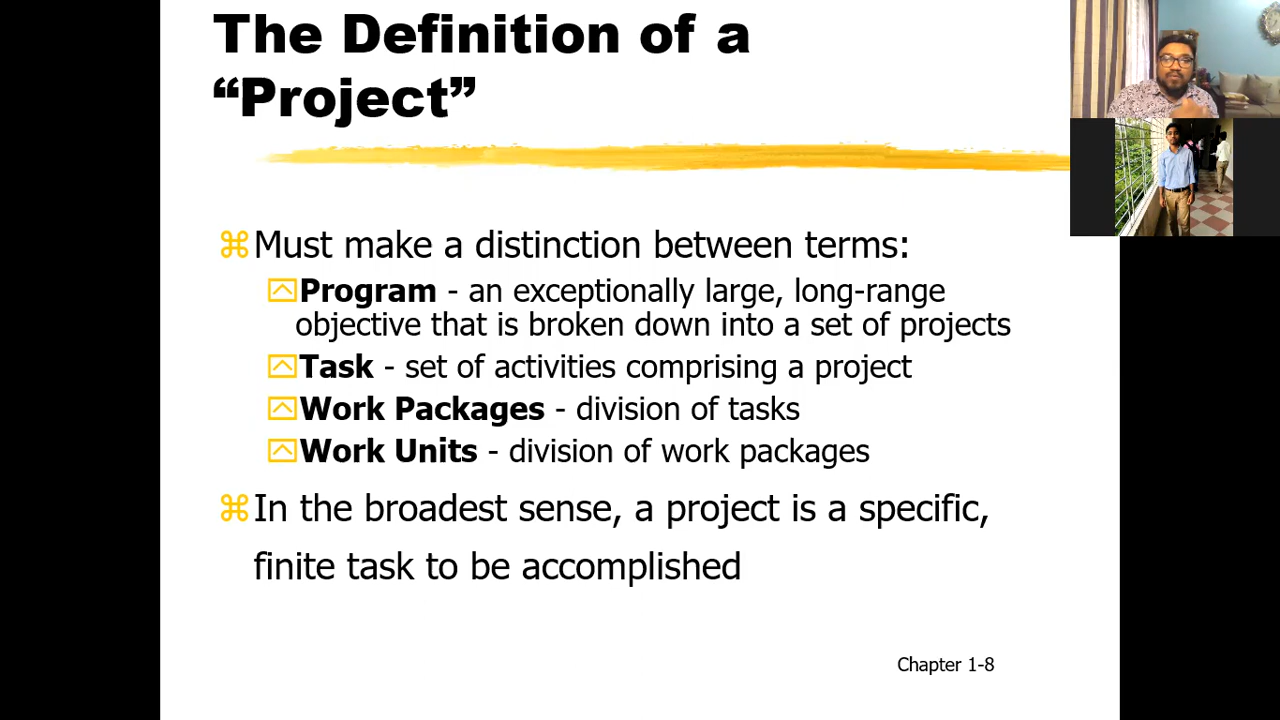 The Definition of a
“Project”
Must make a distinction between terms:
Program - an exceptionally large, long-range
objective that is broken down into a set of projects
Task - set of activities comprising a project
Work Packages - division of tasks
Work Units - division of work packages
In the broadest sense, a project is a specific,
finite task to be accomplished
Chapter 1-8